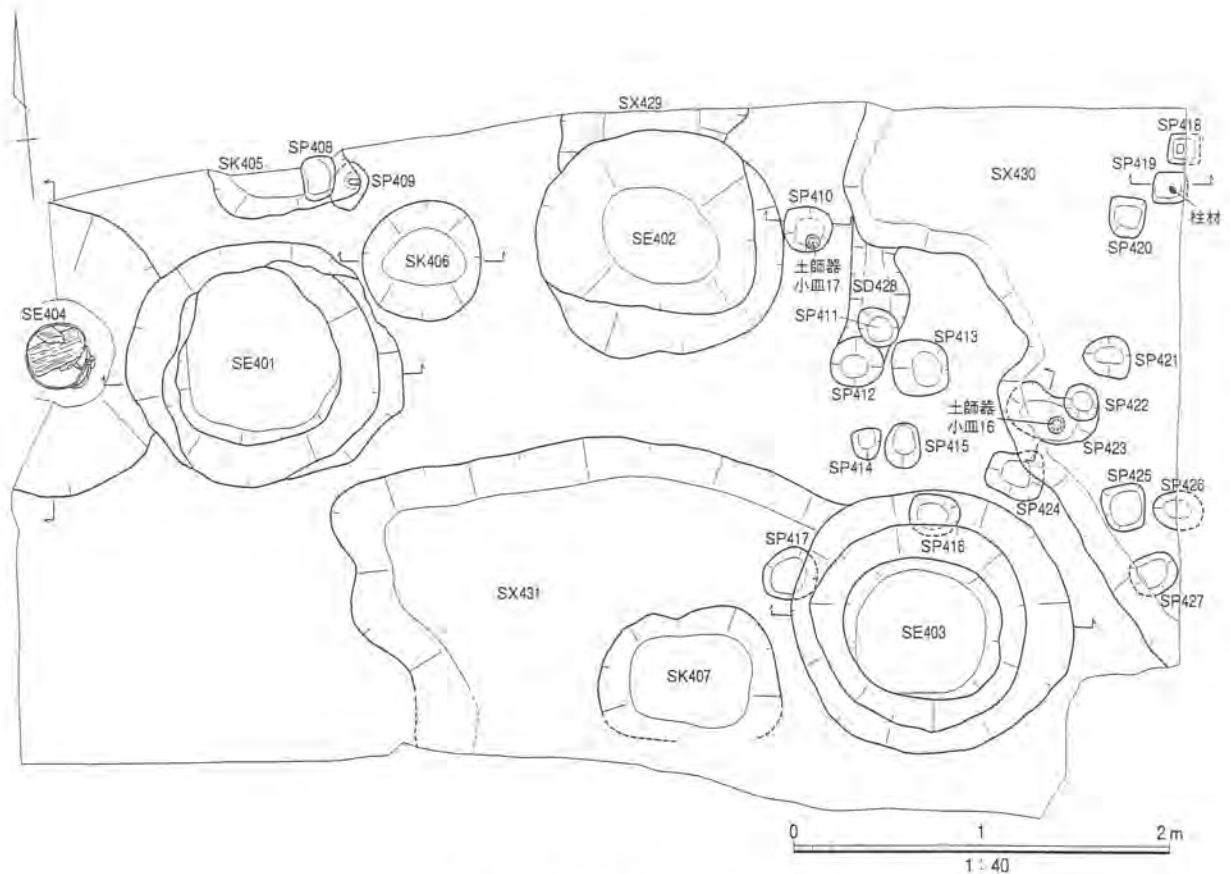 SX429
SP418
SP408
SK405
SP409
SP419
SX430
柱材
SP410
SP420
SE402
SK406
土師器
小皿17
SD428
SE404
SP411
SP413
SE401
SP421
SP412
土師器
小皿16
SP422
SP423
SP414
SP415
SP424
SP425
SP426
SP417
SP416
SX431
SP427
SE403
SK407
0 1 2 m
1:40